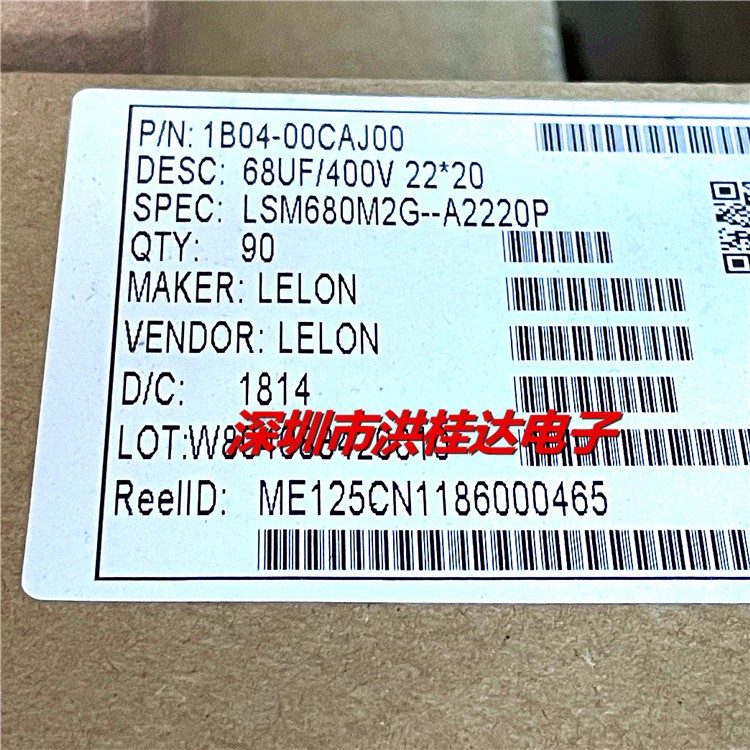 P/N: 1B04-00CAJ00
DESC: 68UF/400V 22*20
SPEC: LSM680M2G--A2220P
QTY: 90
MAKER: LELON
VENDOR: LELON
D/C: 1814
深圳市洪桂达电子
LOT:
ReelID: ME125CN1186000465